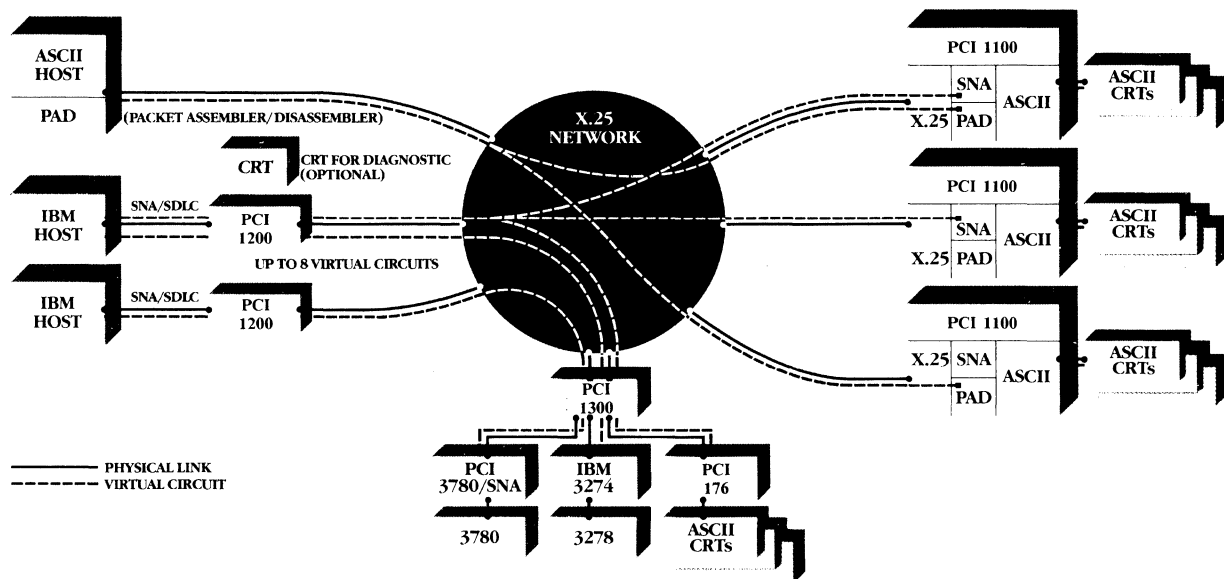 ASCII
HOST
PAD
(PACKET ASSEMBLER/DISASSEMBLER)
CRT
CRT FOR DIAGNOSTIC
(OPTIONAL)
IBM
HOST
SNA/SDLC
PCI
1200
UP TO 8 VIRTUAL CIRCUITS
IBM
HOST
SNA/SDLC
PCI
1200
X.25
NETWORK
PCI 1100
SNA
X.25 PAD
ASCII
ASCII
CRTs
PCI 1100
SNA
X.25 PAD
ASCII
ASCII
CRTs
PCI 1100
X.25 SNA
PAD
ASCII
ASCII
CRTs
PCI
1300
PCI
3780/SNA
IBM
3274
PCI
176
3780
3278
ASCII
CRTs
PHYSICAL LINK
VIRTUAL CIRCUIT